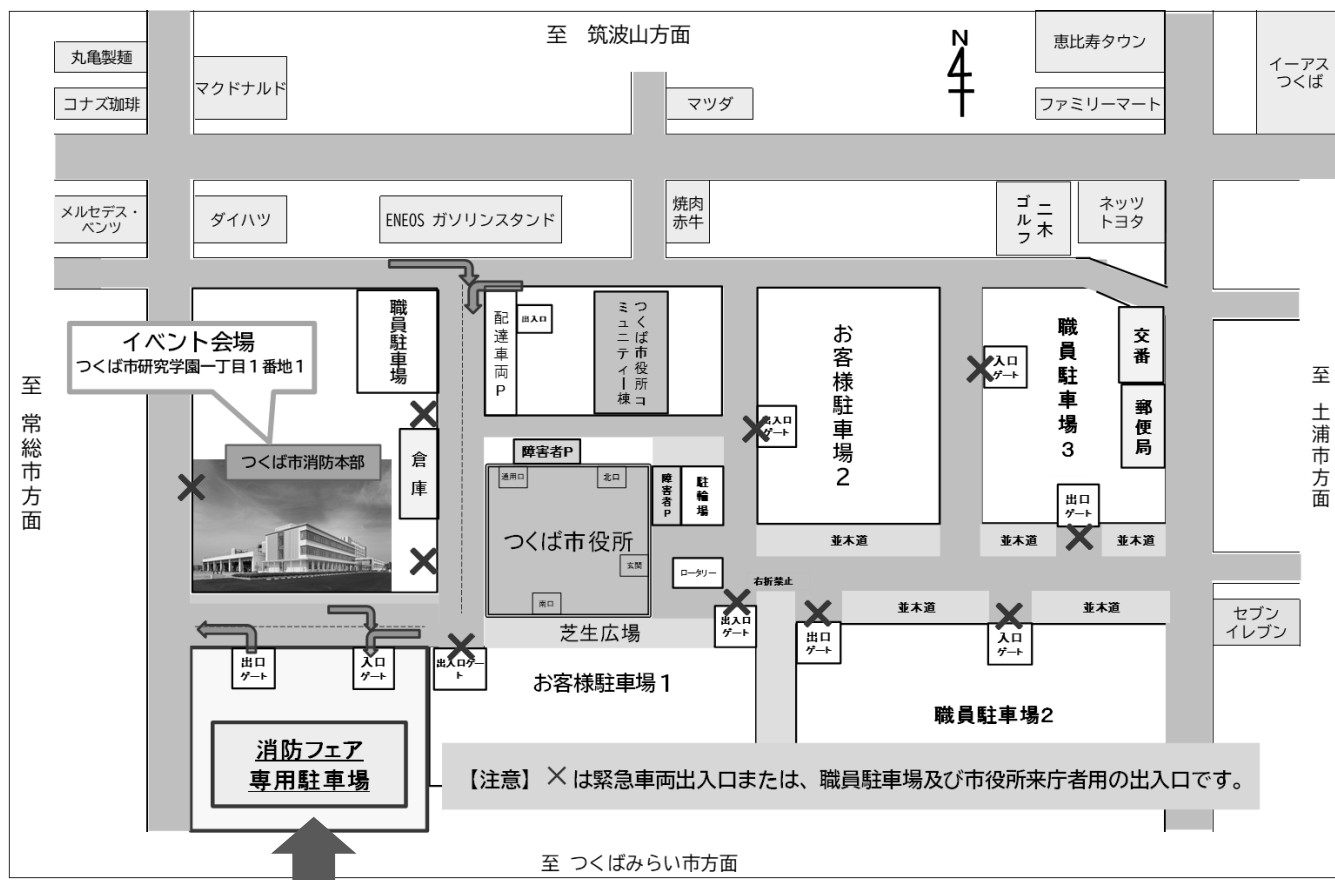 至 筑波山方面
N
丸亀製麺
コナズ珈琲
マクドナルド
マツダ
恵比寿タウン
ファミリーマート
イーアス
つくば
メルセデス・
ベンツ
ダイハツ
ENEOS ガソリンスタンド
焼肉
赤牛
二木
ゴルフ
ネッツ
トヨタ
イベント会場
つくば市研究学園一丁目1番地1
職員駐車場
配達車両P
出入口
つくば市役所コ
ミュニティー棟
お客様駐車場2
入口
ゲート
職員駐車場3
交番
郵便局
至 常総市方面
至 土浦市方面
出入口
ゲート
つくば市消防本部
倉庫
障害者P
通用口
北口
障害者P
駐輪場
つくば市役所
玄関
南口
ロータリー
出口
ゲート
並木道
並木道
並木道
右折禁止
並木道
並木道
芝生広場
出入口
ゲート
出口
ゲート
入口
ゲート
セブン
イレブン
出口
ゲート
入口
ゲート
出入口ゲー
ト
お客様駐車場1
職員駐車場2
消防フェア
専用駐車場
【注意】×は緊急車両出入口または、職員駐車場及び市役所来庁者用の出入口です。
至 つくばみらい市方面